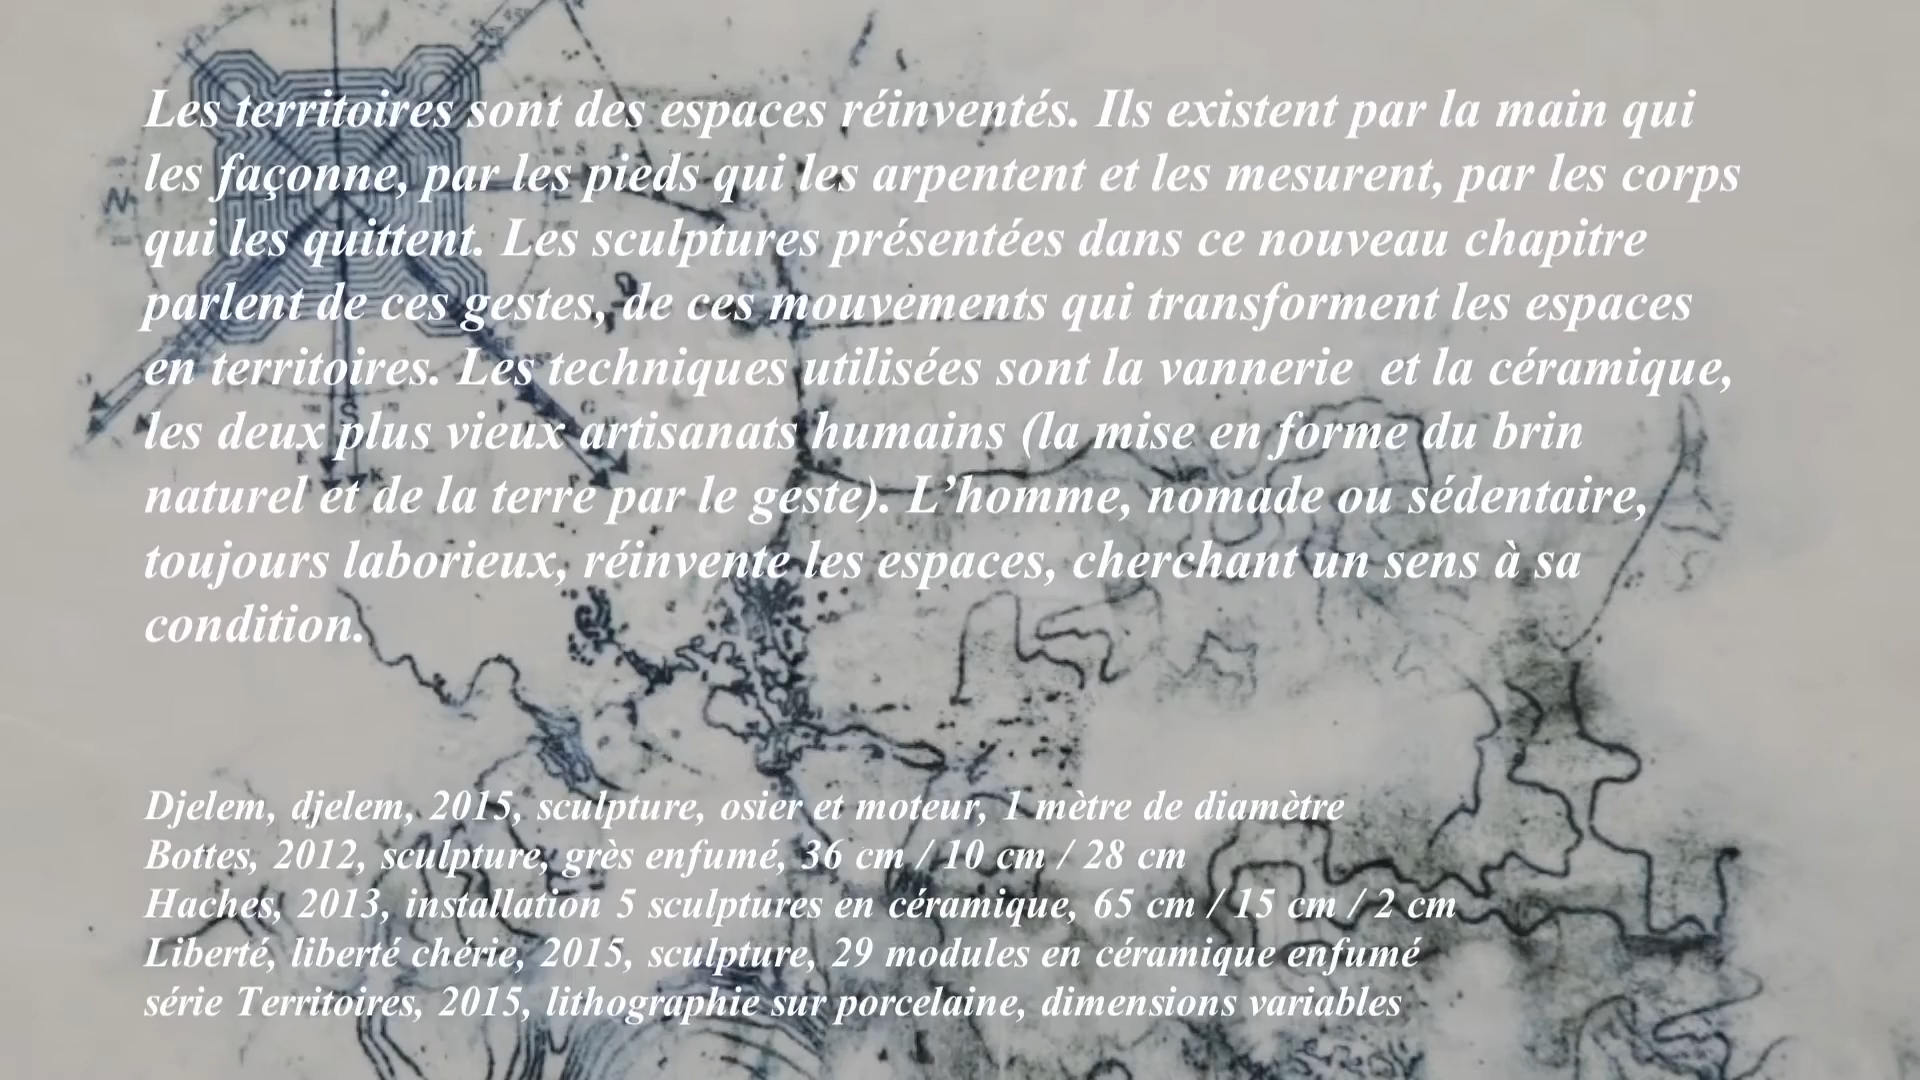 Les territoires sont des espaces réinventés. Ils existent par la main qui
les façonne, par les pieds qui les arpentent et les mesurent, par les corps
qui les quittent. Les sculptures présentées dans ce nouveau chapitre
parlent de ces gestes, de ces mouvements qui transforment les espaces
en territoires. Les techniques utilisées sont la vannerie  et la céramique,
les deux plus vieux artisanats humains (la mise en forme du brin
naturel et de la terre par le geste). L’homme, nomade ou sédentaire,
toujours laborieux, réinvente les espaces, cherchant un sens à sa
condition.
Djelem, djelem, 2015, sculpture, osier et moteur, 1 mètre de diamètre
Bottes, 2012, sculpture, grès enfumé, 36 cm / 10 cm / 28 cm
Haches, 2013, installation 5 sculptures en céramique, 65 cm / 15 cm / 2 cm
Liberté, liberté chérie, 2015, sculpture, 29 modules en céramique enfumé
série Territoires, 2015, lithographie sur porcelaine, dimensions variables